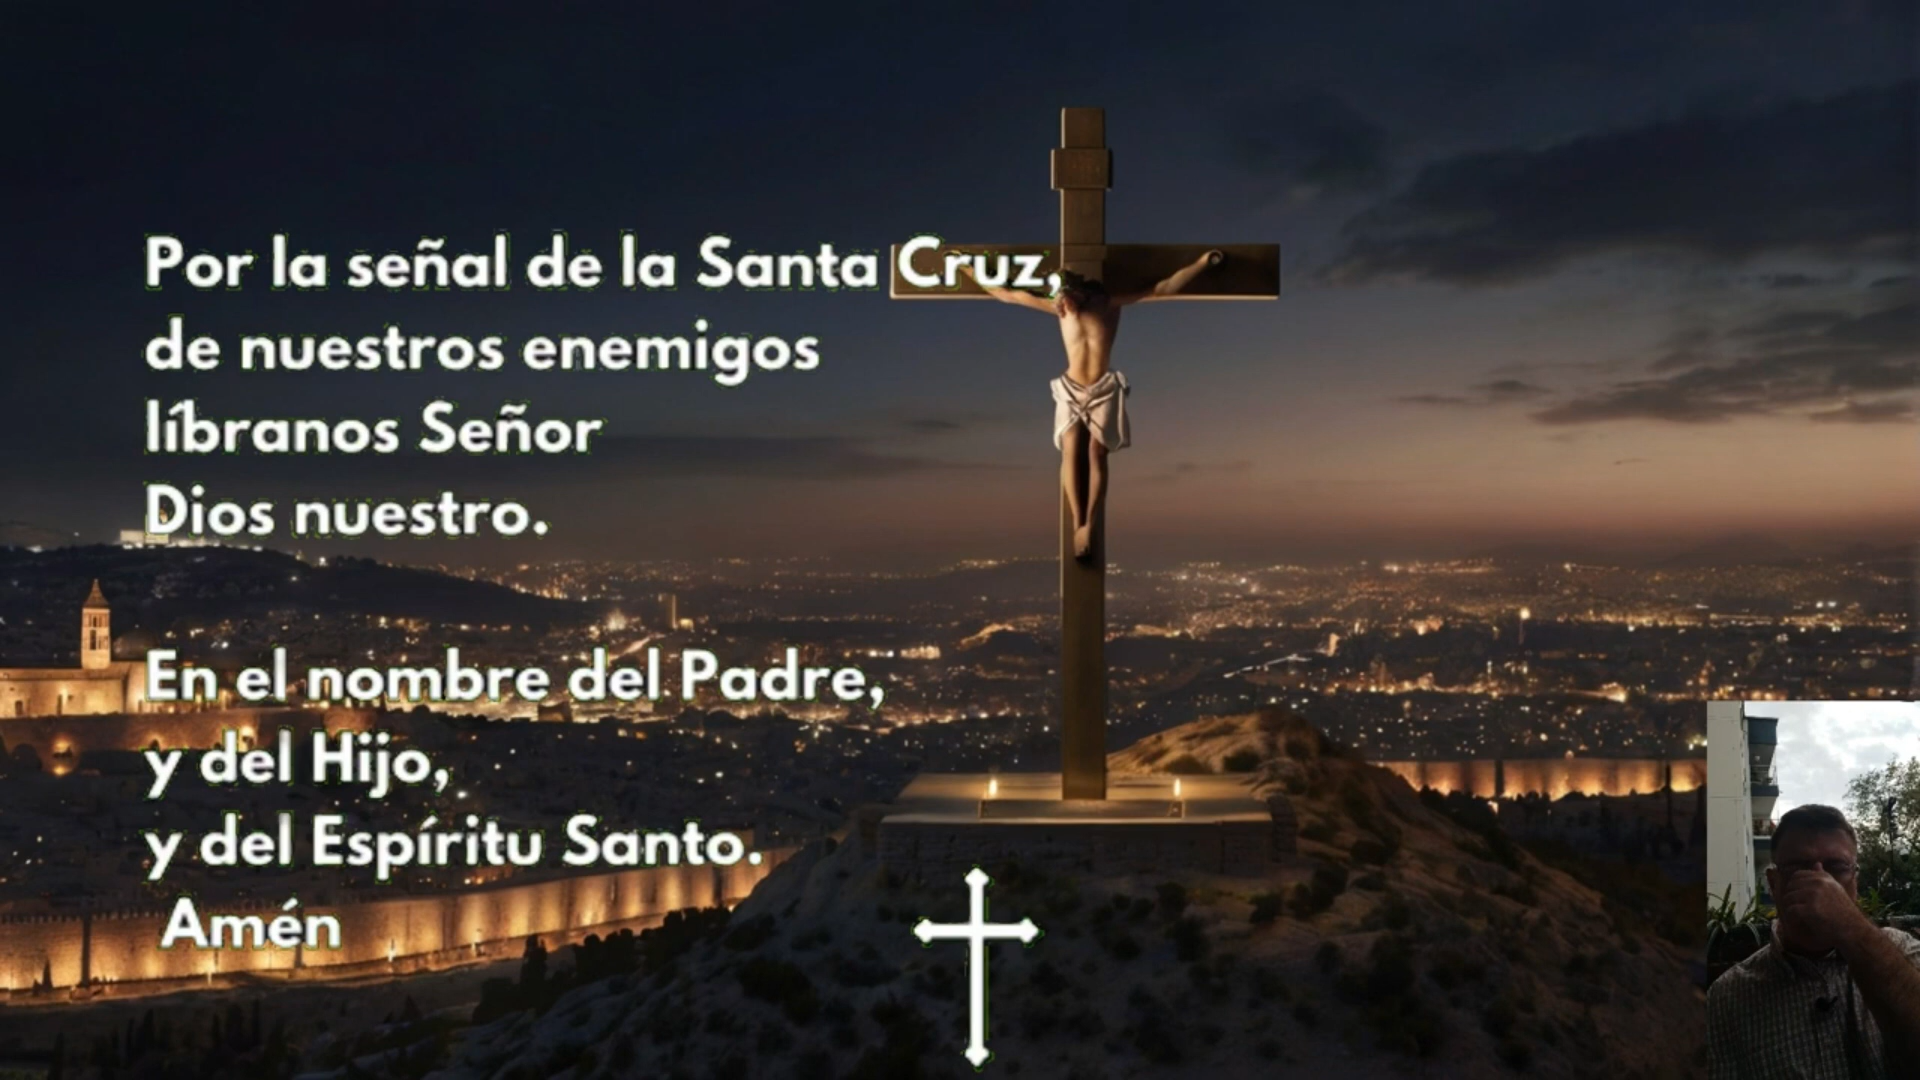 Por la señal de la Santa Cruz,
de nuestros enemigos
líbranos Señor
Dios nuestro.
En el nombre del Padre,
y del Hijo,
y del Espíritu Santo.
Amén